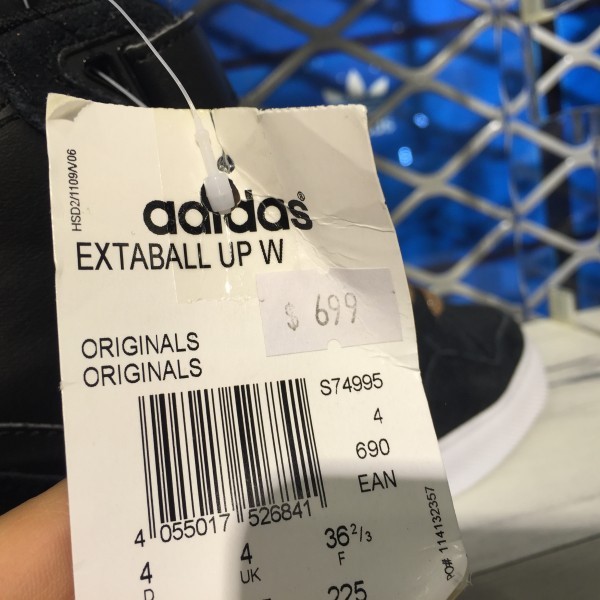 HSD2/1109/V/06
adidas®
EXTABALL UP W
$ 699
ORIGINALS
ORIGINALS
S74995
4
690
EAN
4 055017 526841
4 4 36 2/3
D UK F
225
PO# 114132357